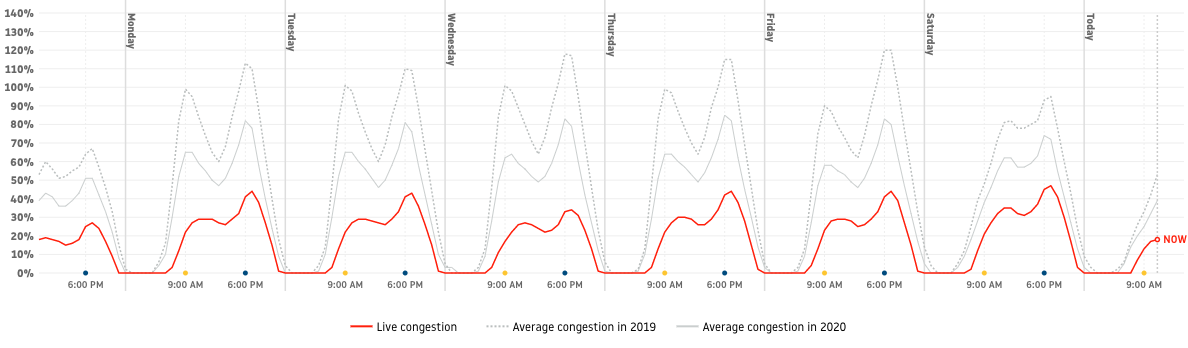 140%
130%
120%
110%
100%
90%
80%
70%
60%
50%
40%
30%
20%
10%
0%
Monday
Tuesday
Wednesday
Thursday
Friday
Saturday
Today
NOW
6:00 PM
9:00 AM
6:00 PM
9:00 AM
6:00 PM
9:00 AM
6:00 PM
9:00 AM
6:00 PM
9:00 AM
6:00 PM
9:00 AM
6:00 PM
9:00 AM
Live congestion
Average congestion in 2019
Average congestion in 2020